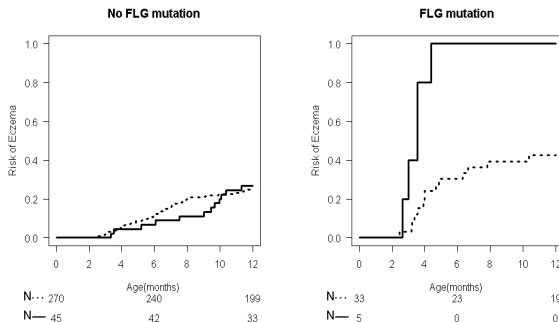 No FLG mutation
1.0
0.8
0.6
0.4
0.2
0.0
Risk of Eczema
0 2 4 6 8 10 12
Age(months)
N 270 240 199
N 45 42 33
FLG mutation
1.0
0.8
0.6
0.4
0.2
0.0
Risk of Eczema
0 2 4 6 8 10 12
Age(months)
N 33 23 19
N 5 0 0